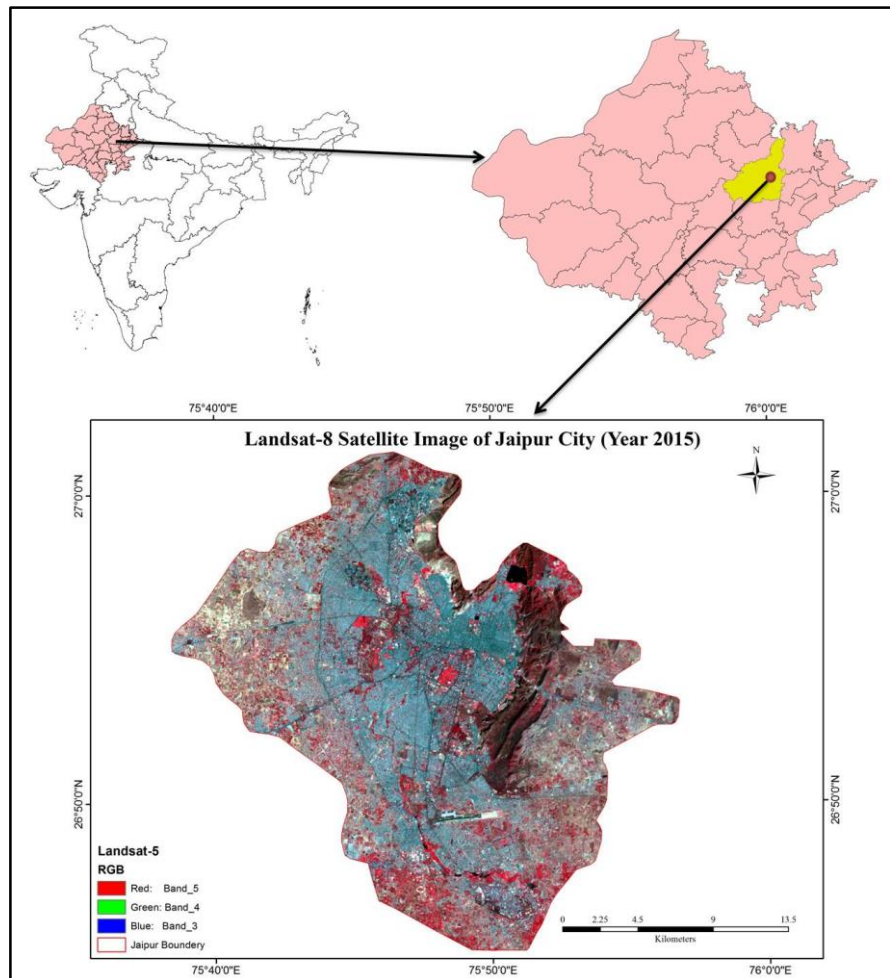 75°40'0"E 75°50'0"E 76°0'0"E
Landsat-8 Satellite Image of Jaipur City (Year 2015)
N
27°0'0"N 27°0'0"N
26°50'0"N 26°50'0"N
Landsat-5
RGB
Red: Band_5
Green: Band_4
Blue: Band_3
Jaipur Boundery
0 2.25 4.5 9 13.5
Kilometers
75°40'0"E 75°50'0"E 76°0'0"E